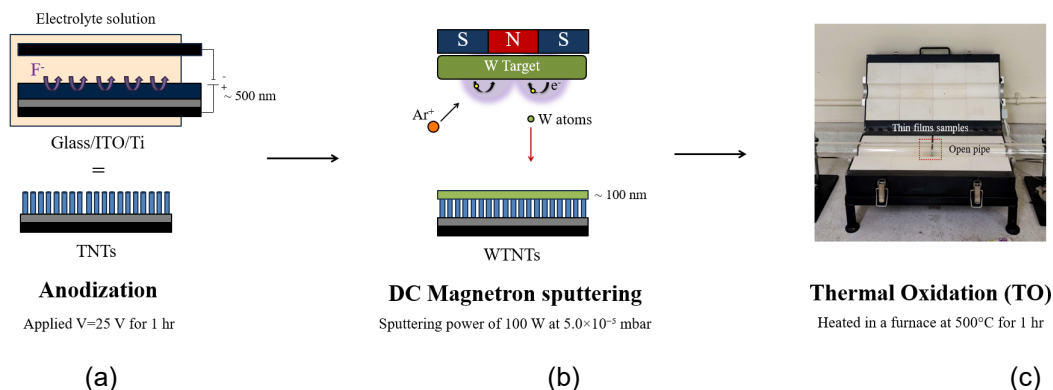 Electrolyte solution
F⁻
-
+
~ 500 nm
Glass/ITO/Ti
=
TNTs
Anodization
Applied V=25 V for 1 hr
(a)
S N S
W Target
e⁻
Ar⁺
W atoms
~ 100 nm
WTNTs
DC Magnetron sputtering
Sputtering power of 100 W at 5.0×10⁻⁵ mbar
(b)
Thin films samples
Open pipe
Thermal Oxidation (TO)
Heated in a furnace at 500°C for 1 hr
(c)